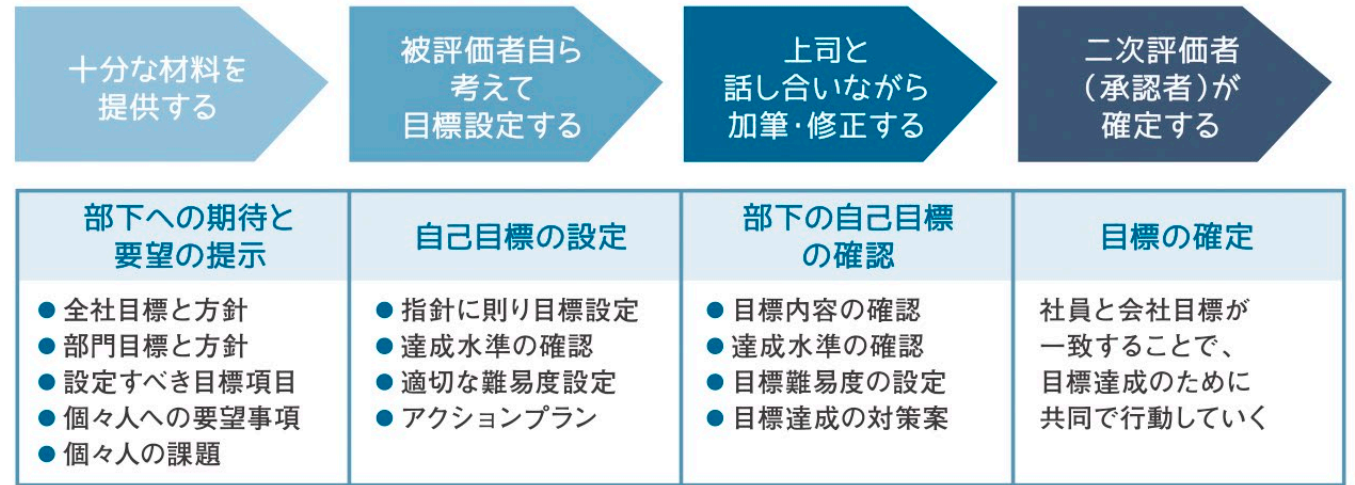 十分な材料を
提供する
被評価者自ら
考えて
目標設定する
上司と
話し合いながら
加筆・修正する
二次評価者
(承認者)が
確定する
部下への期待と
要望の提示
● 全社目標と方針
● 部門目標と方針
● 設定すべき目標項目
● 個々人への要望事項
● 個々人の課題
自己目標の設定
● 指針に則り目標設定
● 達成水準の確認
● 適切な難易度設定
● アクションプラン
部下の自己目標
の確認
● 目標内容の確認
● 達成水準の確認
● 目標難易度の設定
● 目標達成の対策案
目標の確定
社員と会社目標が
一致することで、
目標達成のために
共同で行動していく